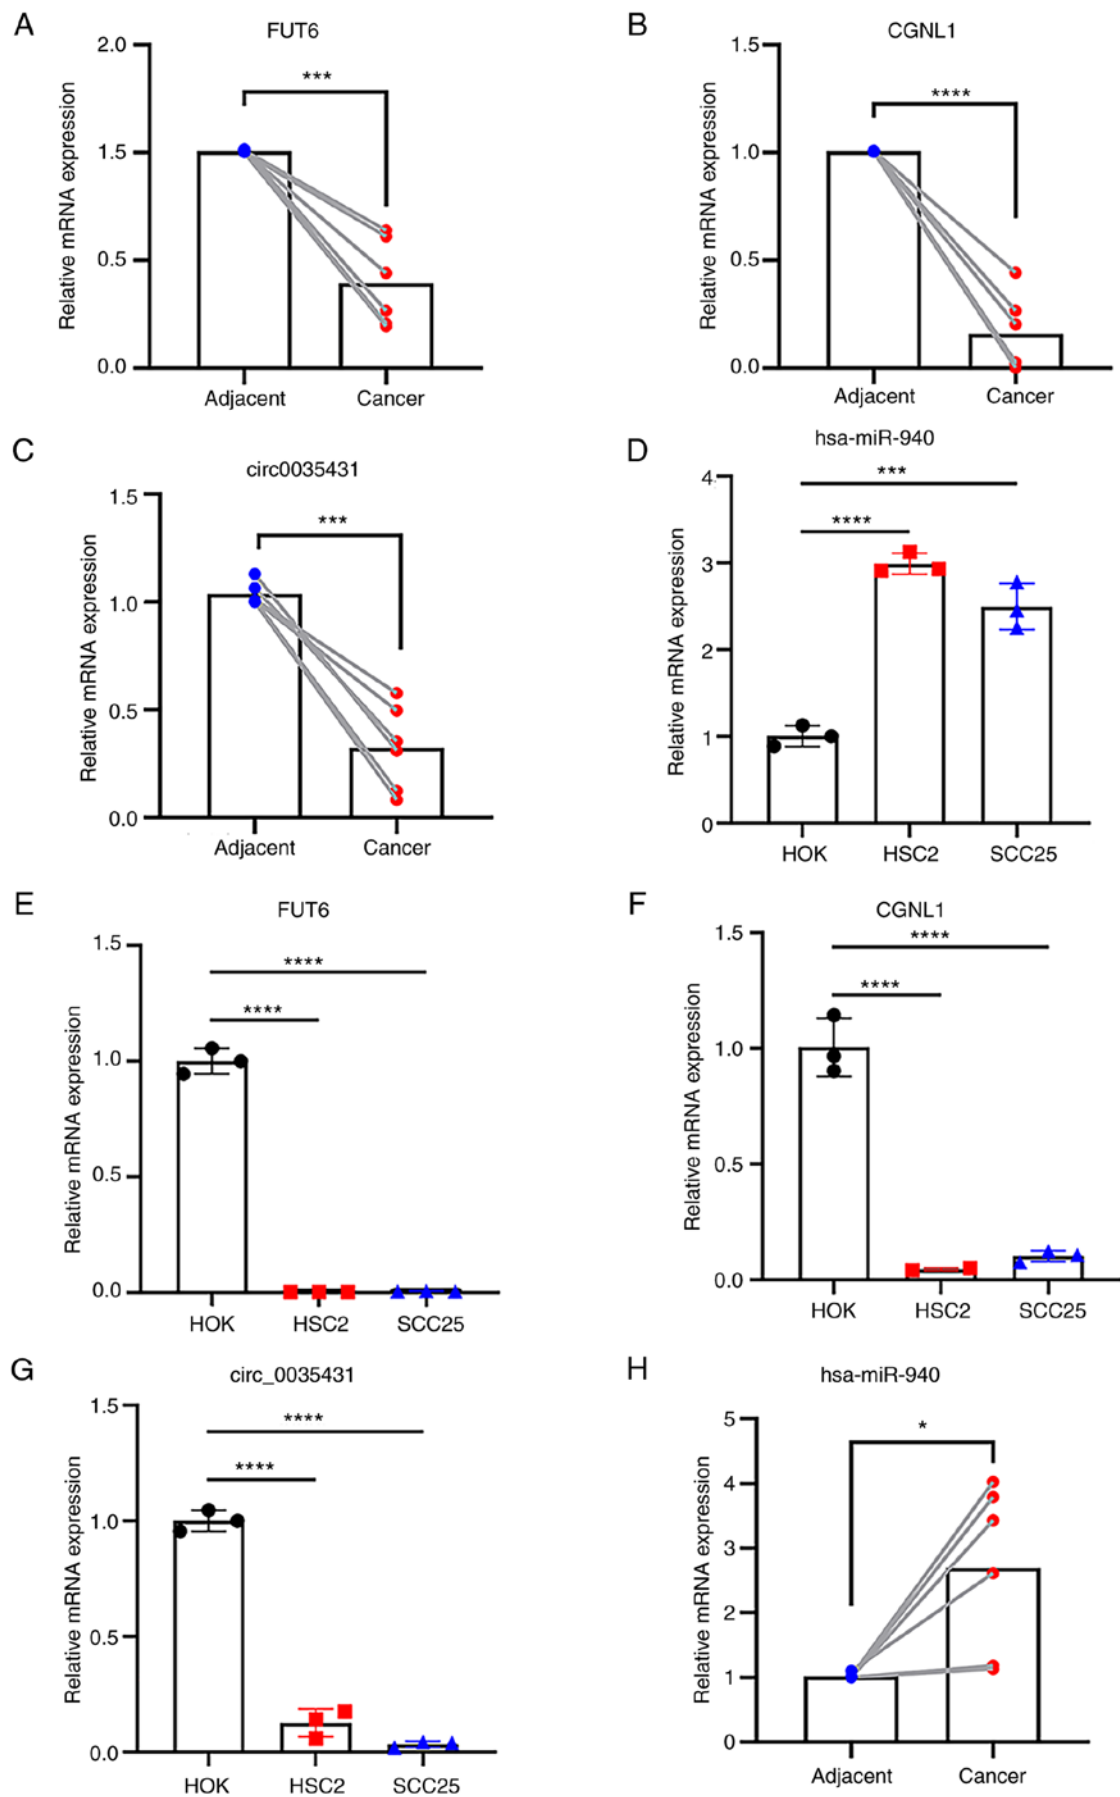 A
FUT6
Relative mRNA expression
2.0
1.5
0.5
0.0
***
Adjacent
Cancer
B
CGNL1
Relative mRNA expression
1.5
1.0
0.5
0.0
****
Adjacent
Cancer
C
circ0035431
Relative mRNA expression
1.5
1.0
0.5
0.0
***
Adjacent
Cancer
D
hsa-miR-940
Relative mRNA expression
4
3
2
1
0
***
****
HOK
HSC2
SCC25
E
FUT6
Relative mRNA expression
1.5
1.0
0.5
0.0
****
****
HOK
HSC2
SCC25
F
CGNL1
Relative mRNA expression
1.5
1.0
0.5
0.0
****
****
HOK
HSC2
SCC25
G
circ_0035431
Relative mRNA expression
1.5
1.0
0.5
0.0
****
****
HOK
HSC2
SCC25
H
hsa-miR-940
Relative mRNA expression
5
4
3
2
1
0
*
Adjacent
Cancer